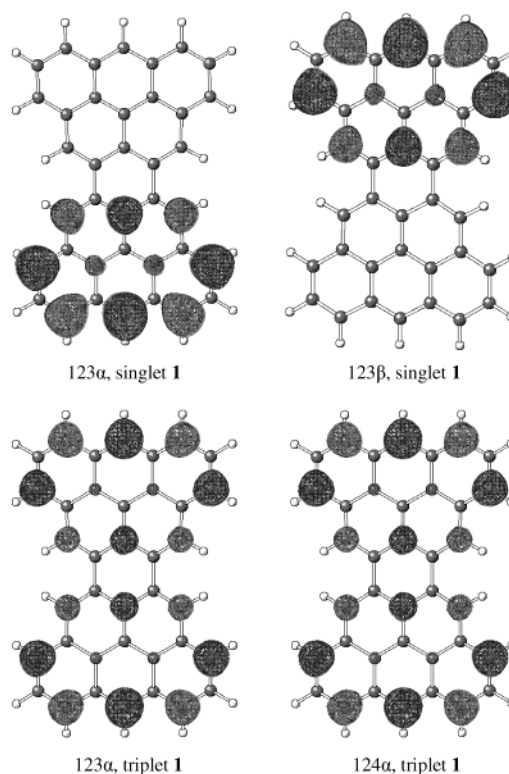 123α, singlet 1
123β, singlet 1
123α, triplet 1
124α, triplet 1